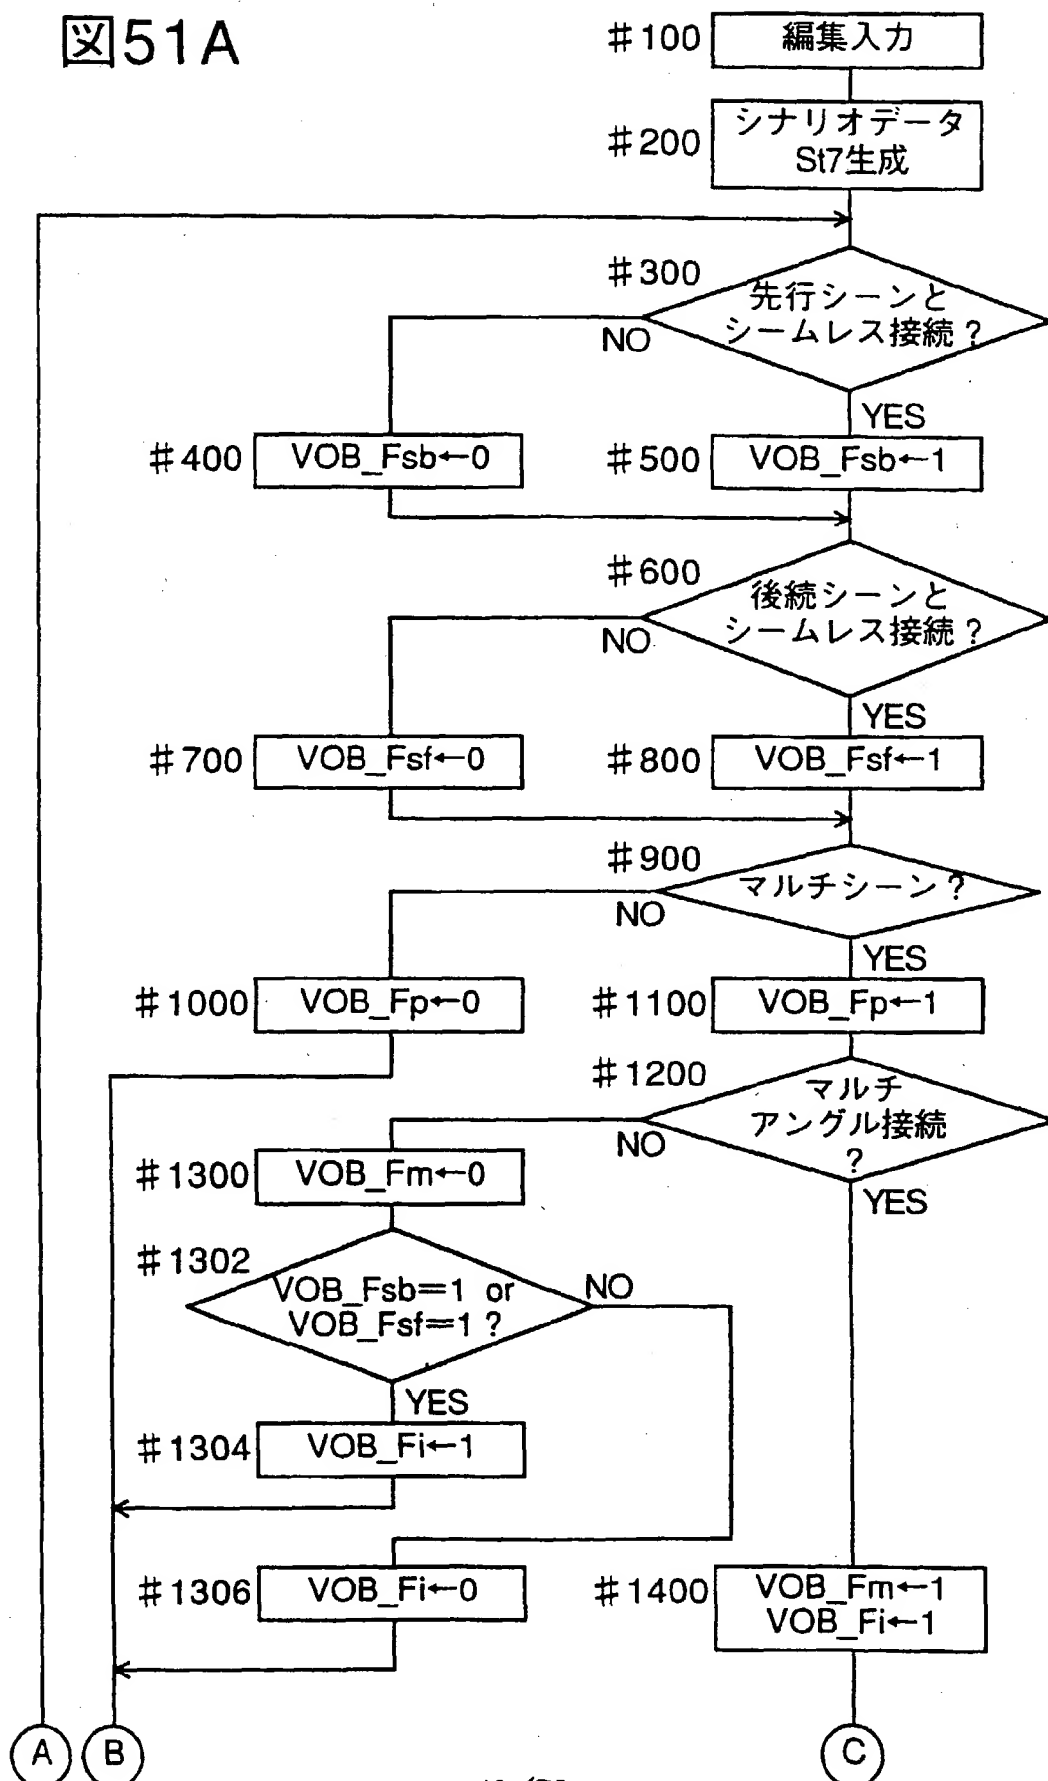 図51A
#100
編集入力
#200
シナリオデータ
St7生成
#300
先行シーンと
シームレス接続?
NO
YES
#400
VOB_Fsb←0
#500
VOB_Fsb←1
#600
後続シーンと
シームレス接続?
NO
YES
#700
VOB_Fsf←0
#800
VOB_Fsf←1
#900
マルチシーン?
NO
YES
#1000
VOB_Fp←0
#1100
VOB_Fp←1
#1200
マルチ
アングル接続
?
NO
YES
#1300
VOB_Fm←0
#1302
VOB_Fsb=1 or
VOB_Fsf=1?
NO
YES
#1304
VOB_Fi←1
#1306
VOB_Fi←0
#1400
VOB_Fm←1
VOB_Fi←1
A
B
C